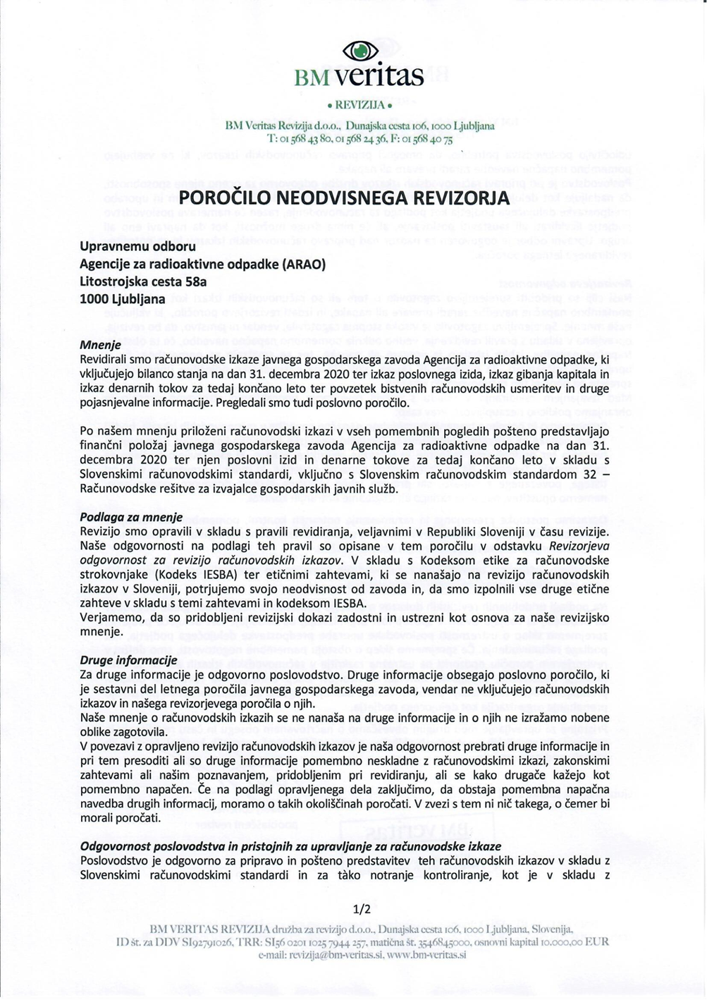 BM veritas
• REVIZIJA •
BM Veritas Revizija d.o.o., Dunajska cesta 106, 1000 Ljubljana
T: 01 568 43 80, 01 568 24 36, F: 01 568 40 75
POROČILO NEODVISNEGA REVIZORJA
Upravnemu odboru
Agencije za radioaktivne odpadke (ARAO)
Litostrojska cesta 58a
1000 Ljubljana
Mnenje
Revidirali smo računovodske izkaze javnega gospodarskega zavoda Agencija za radioaktivne odpadke, ki
vključujejo bilanco stanja na dan 31. decembra 2020 ter izkaz poslovnega izida, izkaz gibanja kapitala in
izkaz denarnih tokov za tedaj končano leto ter povzetek bistvenih računovodskih usmeritev in druge
pojasnjevalne informacije. Pregledali smo tudi poslovno poročilo.
Po našem mnenju priloženi računovodski izkazi v vseh pomembnih pogledih pošteno predstavljajo
finančni položaj javnega gospodarskega zavoda Agencija za radioaktivne odpadke na dan 31.
decembra 2020 ter njen poslovni izid in denarne tokove za tedaj končano leto v skladu s
Slovenskimi računovodskimi standardi, vključno s Slovenskim računovodskim standardom 32 –
Računovodske rešitve za izvajalce gospodarskih javnih služb.
Podlaga za mnenje
Revizijo smo opravili v skladu s pravili revidiranja, veljavnimi v Republiki Sloveniji v času revizije.
Naše odgovornosti na podlagi teh pravil so opisane v tem poročilu v odstavku Revizorjeva
odgovornost za revizijo računovodskih izkazov. V skladu s Kodeksom etike za računovodske
strokovnjake (Kodeks IESBA) ter etičnimi zahtevami, ki se nanašajo na revizijo računovodskih
izkazov v Sloveniji, potrjujemo svojo neodvisnost od zavoda in, da smo izpolnili vse druge etične
zahteve v skladu s temi zahtevami in kodeksom IESBA.
Verjamemo, da so pridobljeni revizijski dokazi zadostni in ustrezni kot osnova za naše revizijsko
mnenje.
Druge informacije
Za druge informacije je odgovorno poslovodstvo. Druge informacije obsegajo poslovno poročilo, ki
je sestavni del letnega poročila javnega gospodarskega zavoda, vendar ne vključujejo računovodskih
izkazov in našega revizorjevega poročila o njih.
Naše mnenje o računovodskih izkazih se ne nanaša na druge informacije in o njih ne izražamo nobene
oblike zagotovila.
V povezavi z opravljeno revizijo računovodskih izkazov je naša odgovornost prebrati druge informacije in
pri tem presoditi ali so druge informacije pomembno neskladne z računovodskimi izkazi, zakonskimi
zahtevami ali našim poznavanjem, pridobljenim pri revidiranju, ali se kako drugače kažejo kot
pomembno napačen. Če na podlagi opravljenega dela zaključimo, da obstaja pomembna napačna
navedba drugih informacij, moramo o takih okoliščinah poročati. V zvezi s tem ni nič takega, o čemer bi
morali poročati.
Odgovornost poslovodstva in pristojnih za upravljanje za računovodske izkaze
Poslovodstvo je odgovorno za pripravo in pošteno predstavitev teh računovodskih izkazov v skladu z
Slovenskimi računovodskimi standardi in za tàko notranje kontroliranje, kot je v skladu z
1/2
BM VERITAS REVIZIJA družba za revizijo d.o.o., Dunajska cesta 106, 1000 Ljubljana, Slovenija,
ID št. za DDV SI92791026, TRR: SI56 0201 1025 7944 257, matična št. 3546845000, osnovni kapital 10.000,00 EUR
e-mail: revizija@bm-veritas.si, www.bm-veritas.si